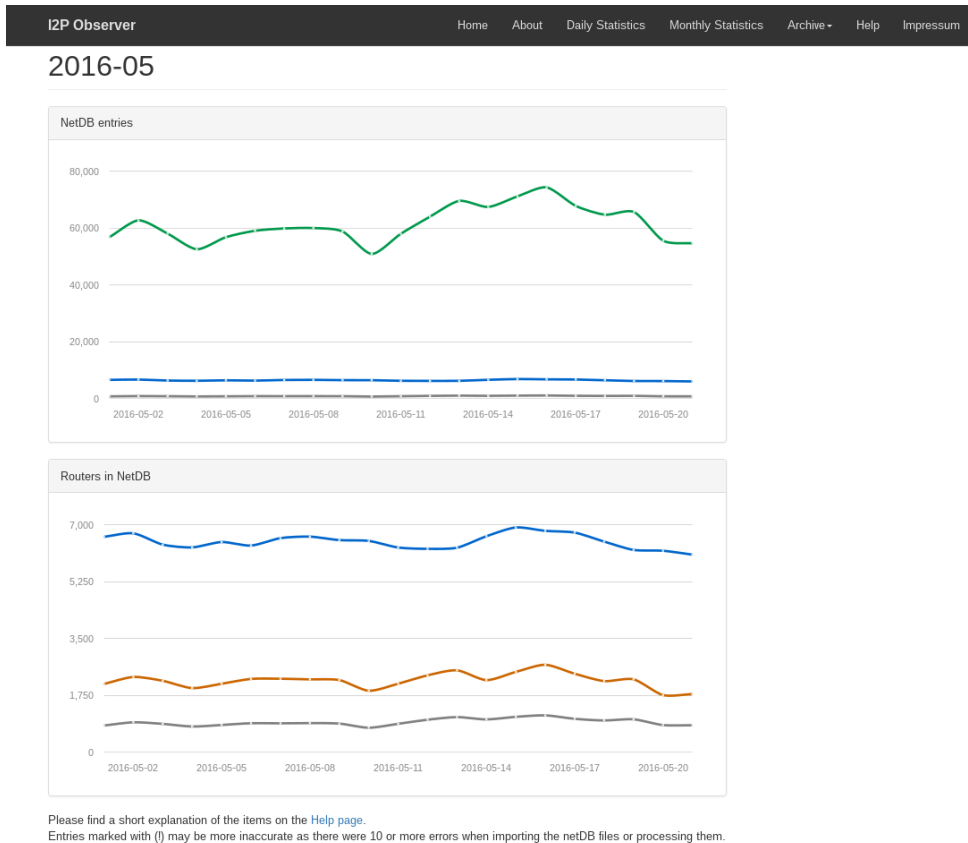 I2P Observer Home About Daily Statistics Monthly Statistics Archive Help Impressum
2016-05
NetDB entries
80,000
60,000
40,000
20,000
0
2016-05-02 2016-05-05 2016-05-08 2016-05-11 2016-05-14 2016-05-17 2016-05-20
Routers in NetDB
7,000
5,250
3,500
1,750
0
2016-05-02 2016-05-05 2016-05-08 2016-05-11 2016-05-14 2016-05-17 2016-05-20
Please find a short explanation of the items on the Help page.
Entries marked with (!) may be more inaccurate as there were 10 or more errors when importing the netDB files or processing them.